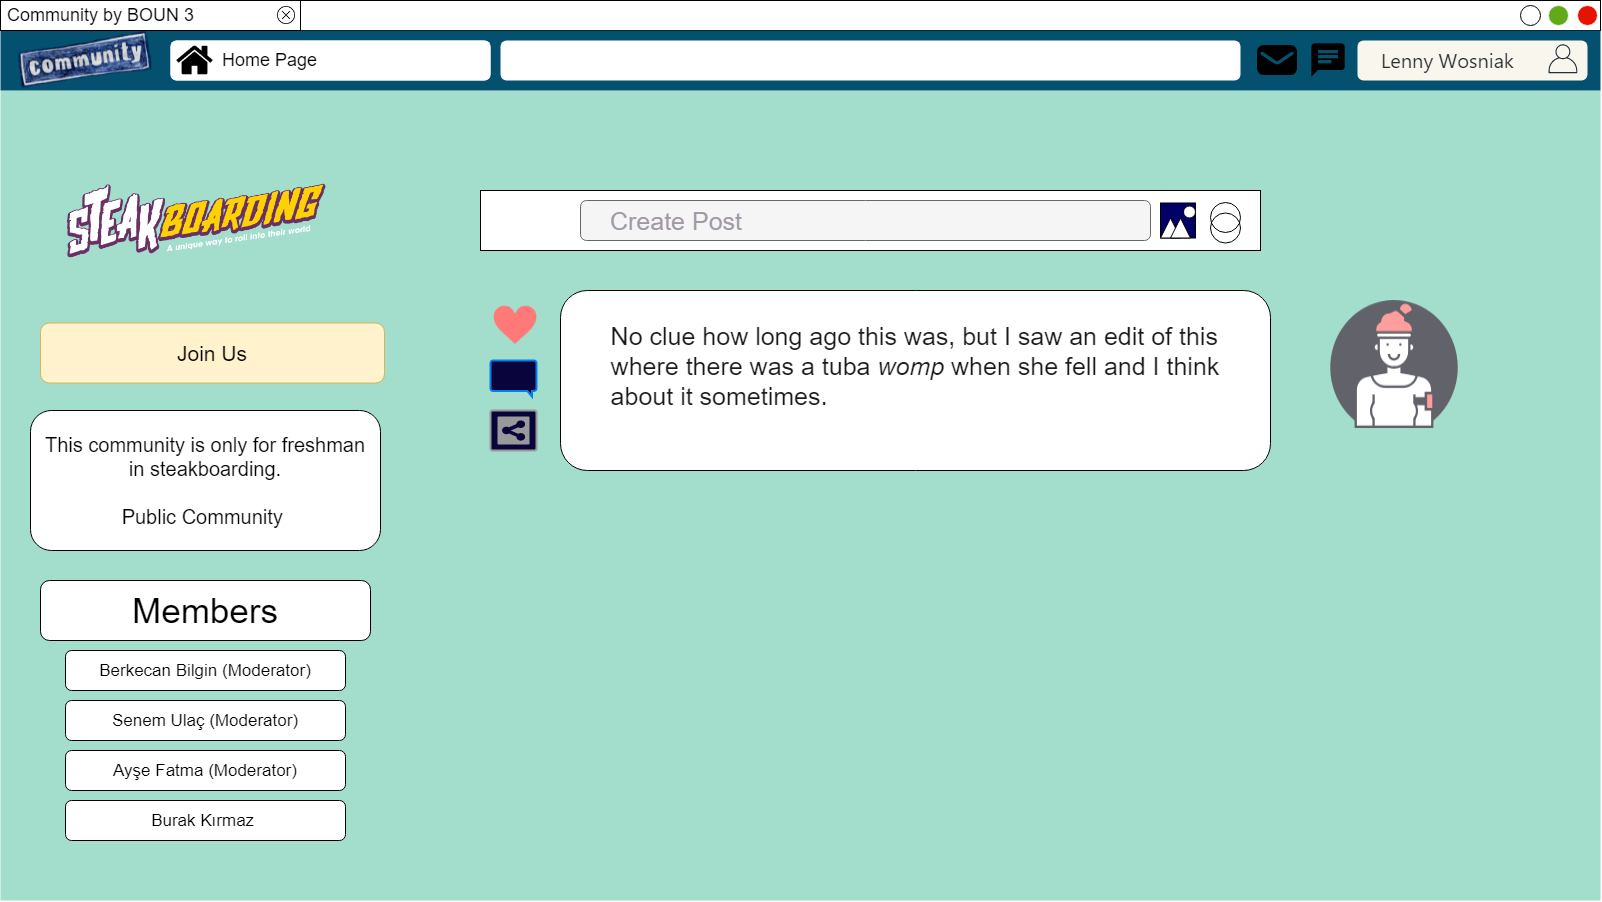 Community by BOUN 3
community
Home Page
Lenny Wosniak
STEAKBOARDING
A unique way to roll into their world
Create Post
Join Us
No clue how long ago this was, but I saw an edit of this
where there was a tuba womp when she fell and I think
about it sometimes.
This community is only for freshman
in steakboarding.
Public Community
Members
Berkecan Bilgin (Moderator)
Senem Ulaç (Moderator)
Ayşe Fatma (Moderator)
Burak Kırmaz